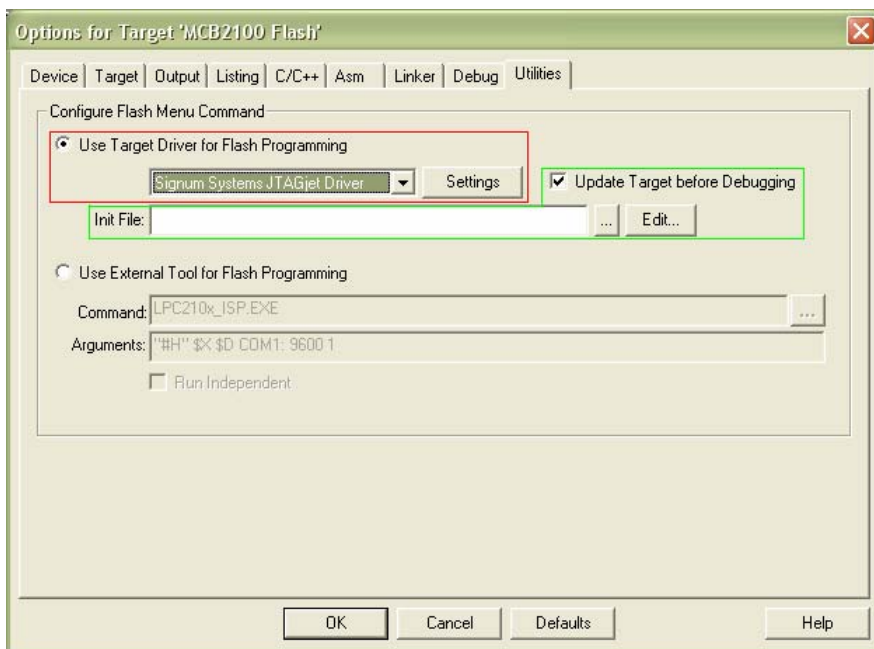 Options for Target 'MCB2100 Flash'
Device Target Output Listing C/C++ Asm Linker Debug Utilities
Configure Flash Menu Command
Use Target Driver for Flash Programming
Signum Systems JTAGjet Driver Settings Update Target before Debugging
Init File: ... Edit...
Use External Tool for Flash Programming
Command: LPC210x_ISP.EXE ...
Arguments: "#H" $X $D COM1: 9600 1
Run Independent
OK Cancel Defaults Help